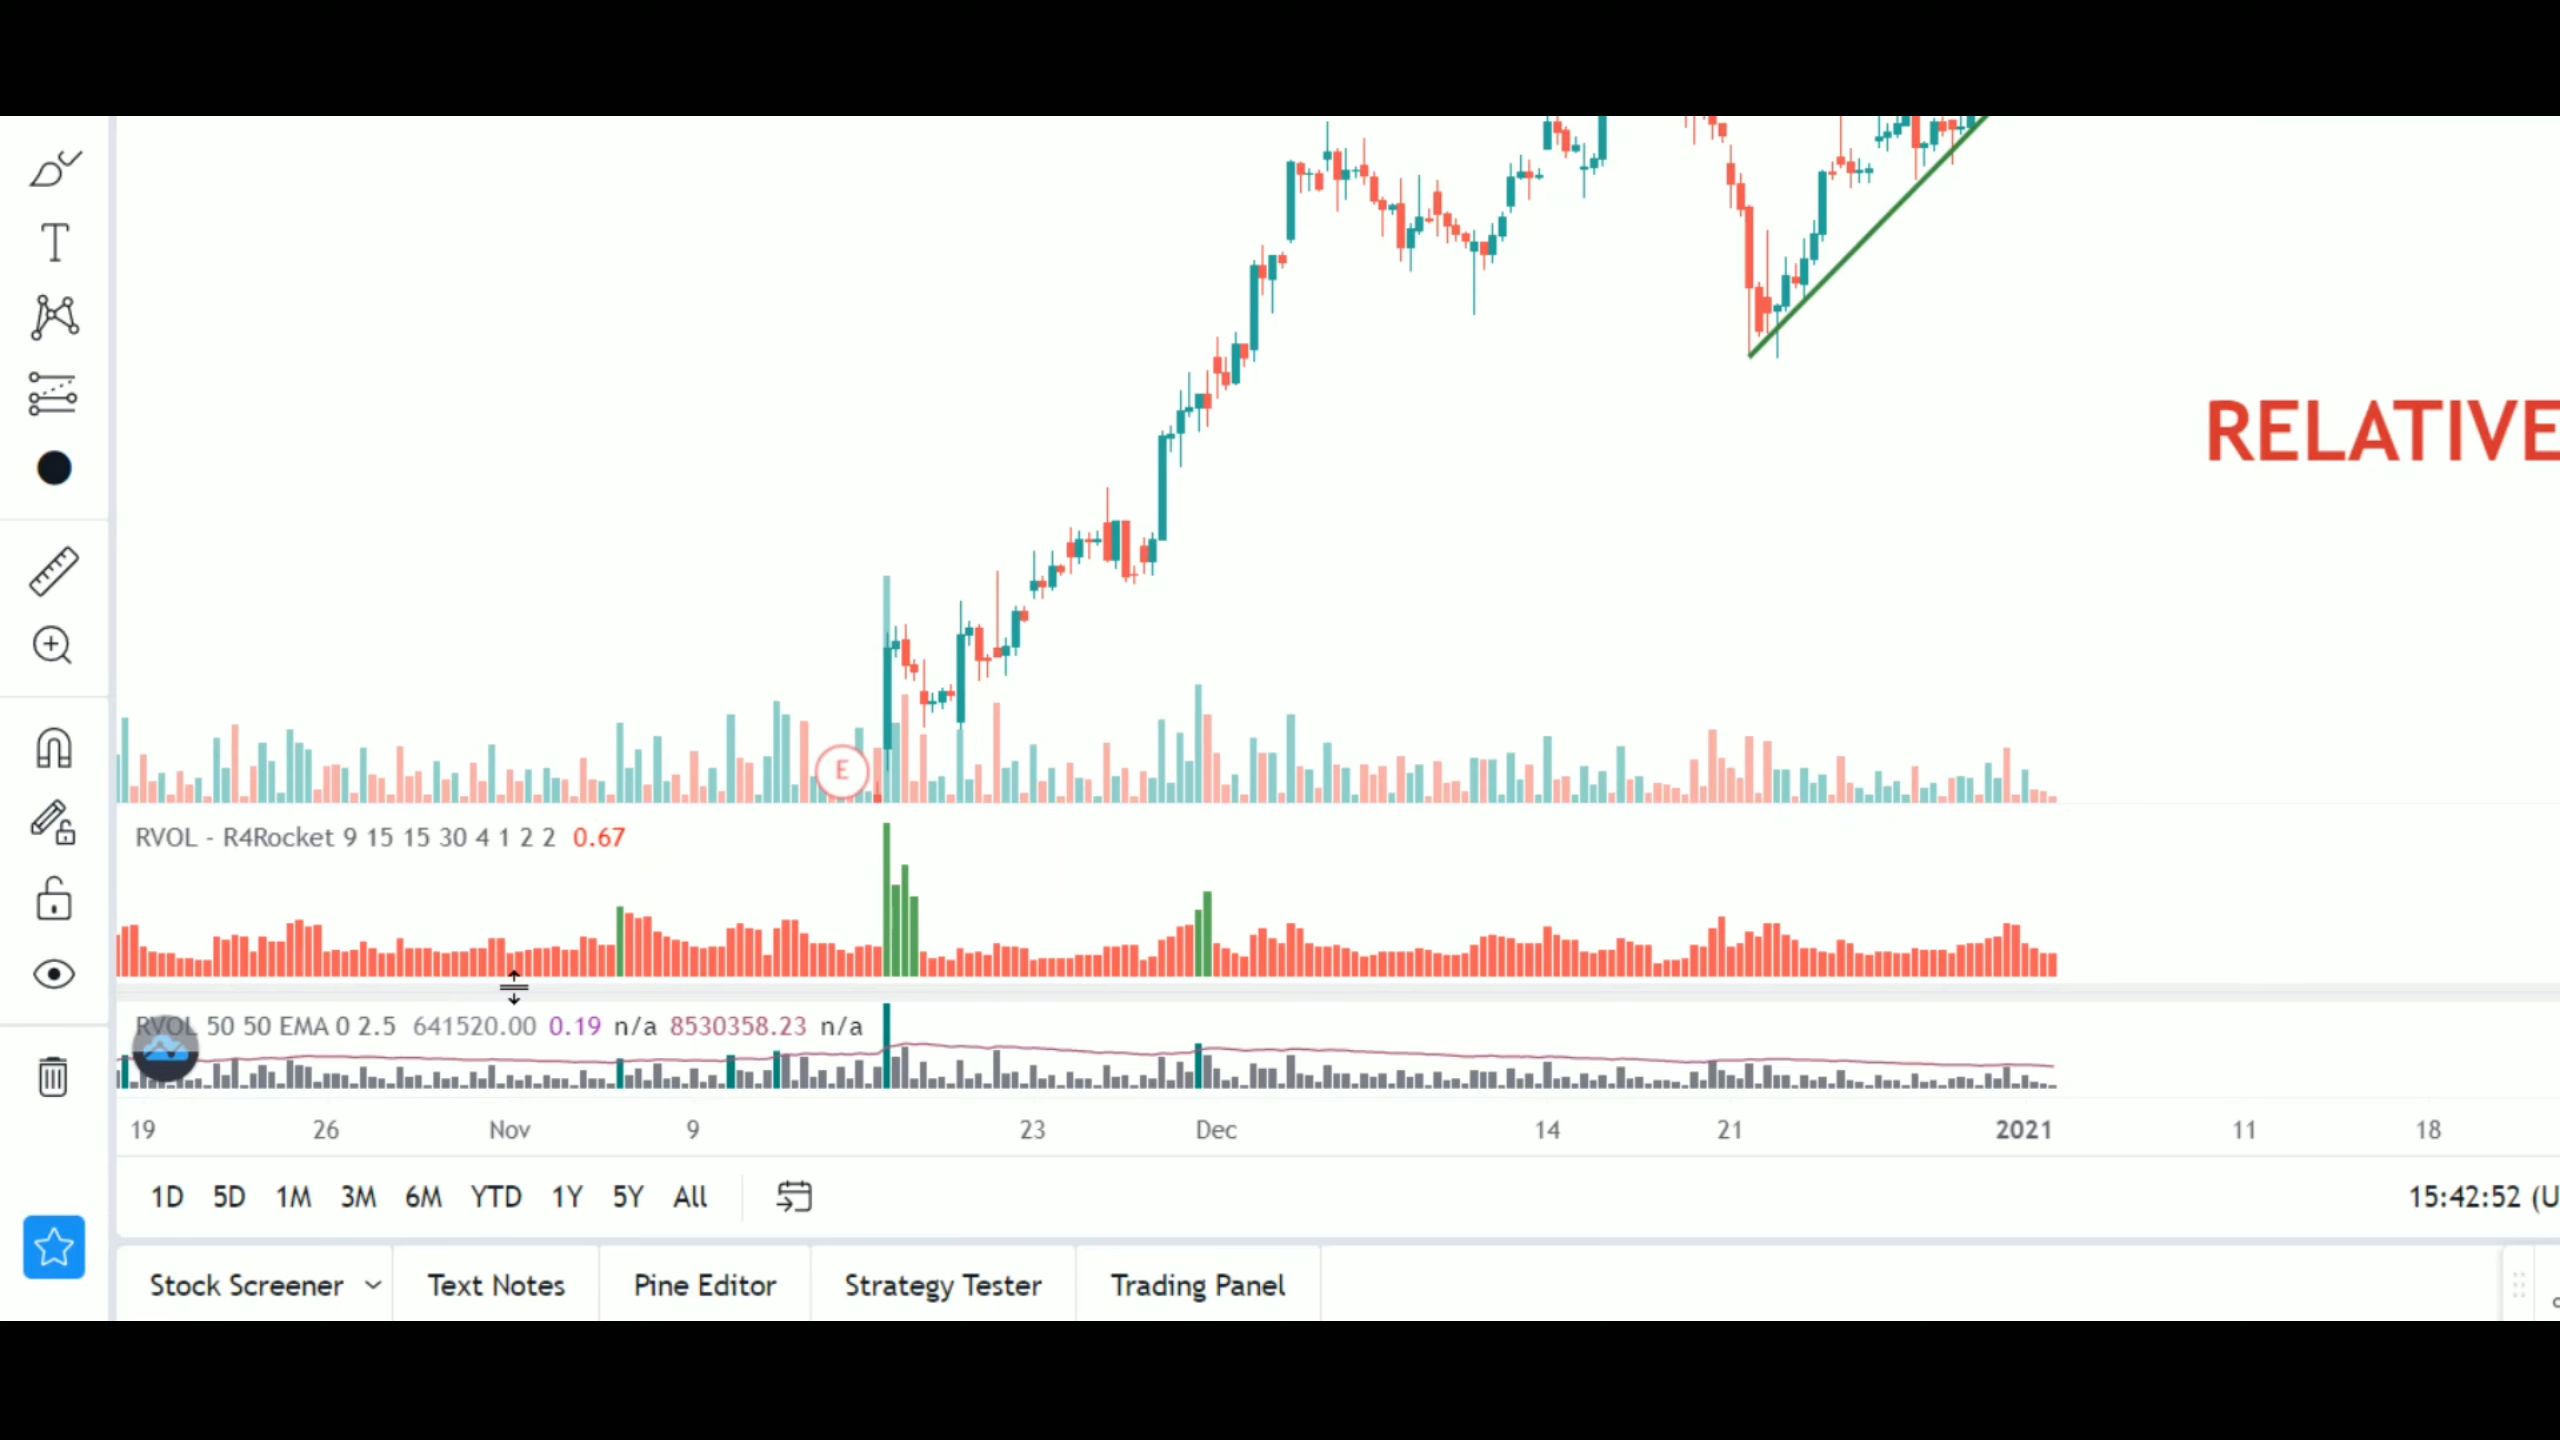 T
RELATIVE
E
RVOL - R4Rocket 9 15 15 30 4 1 2 2 0.67
RVOL 50 50 EMA 0 2.5 641520.00 0.19 n/a 8530358.23 n/a
19 26 Nov 9 23 Dec 14 21 2021 11 18
1D 5D 1M 3M 6M YTD 1Y 5Y All
15:42:52 (U
Stock Screener Text Notes Pine Editor Strategy Tester Trading Panel